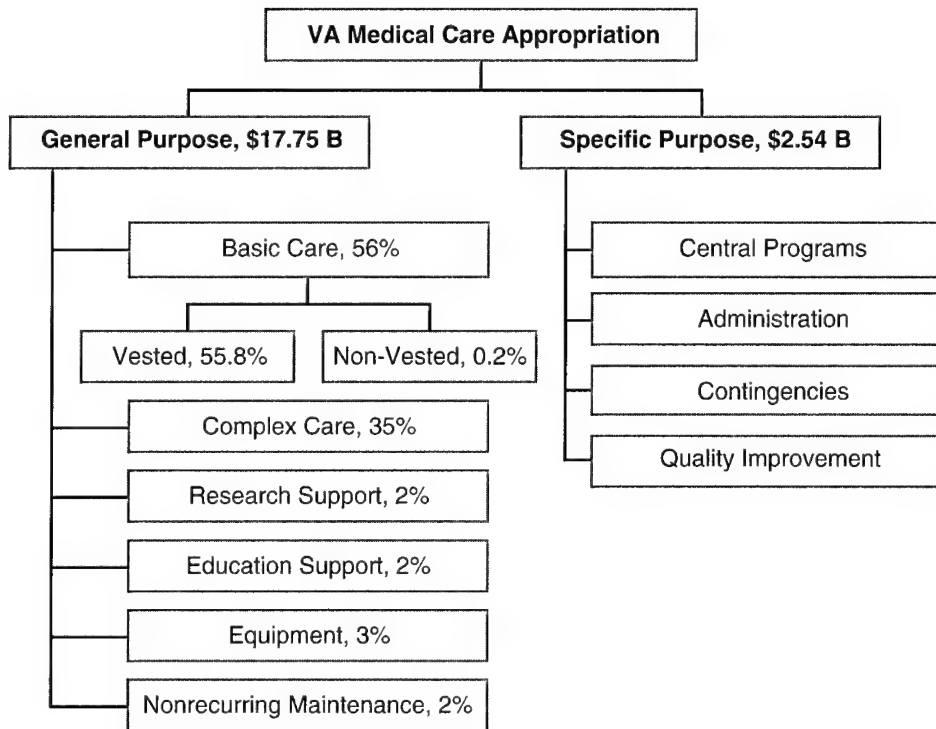 VA Medical Care Appropriation
General Purpose, $17.75 B
Specific Purpose, $2.54 B
Basic Care, 56%
Vested, 55.8%
Non-Vested, 0.2%
Complex Care, 35%
Research Support, 2%
Education Support, 2%
Equipment, 3%
Nonrecurring Maintenance, 2%
Central Programs
Administration
Contingencies
Quality Improvement